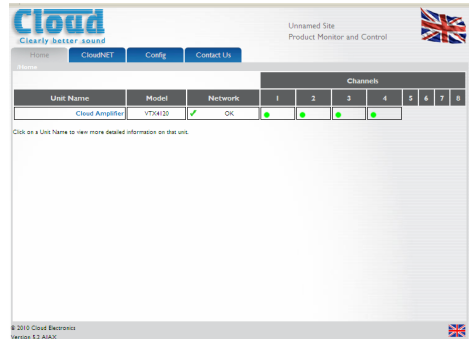 Cloud
Clearly better sound
Unnamed Site
Product Monitor and Control
Home
CloudNET
Config
Contact Us
/Home
Channels
Unit Name Model Network 1 2 3 4 5 6 7 8
Cloud Amplifier VTX4120 OK
Click on a Unit Name to view more detailed information on that unit.
© 2010 Cloud Electronics
Version 5.2 AJAX